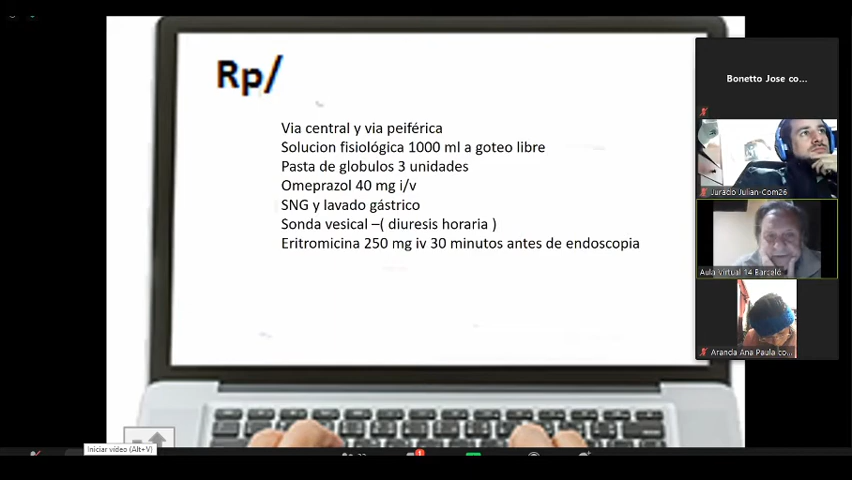 Rp/
Via central y via peiférica
Solucion fisiológica 1000 ml a goteo libre
Pasta de globulos 3 unidades
Omeprazol 40 mg i/v
SNG y lavado gástrico
Sonda vesical –( diuresis horaria )
Eritromicina 250 mg iv 30 minutos antes de endoscopia
Bonetto Jose co...
Jurado Julian-Com26
Aula Virtual 14 Barceló
Aranda Ana Paula co...
Iniciar video (Alt+V)